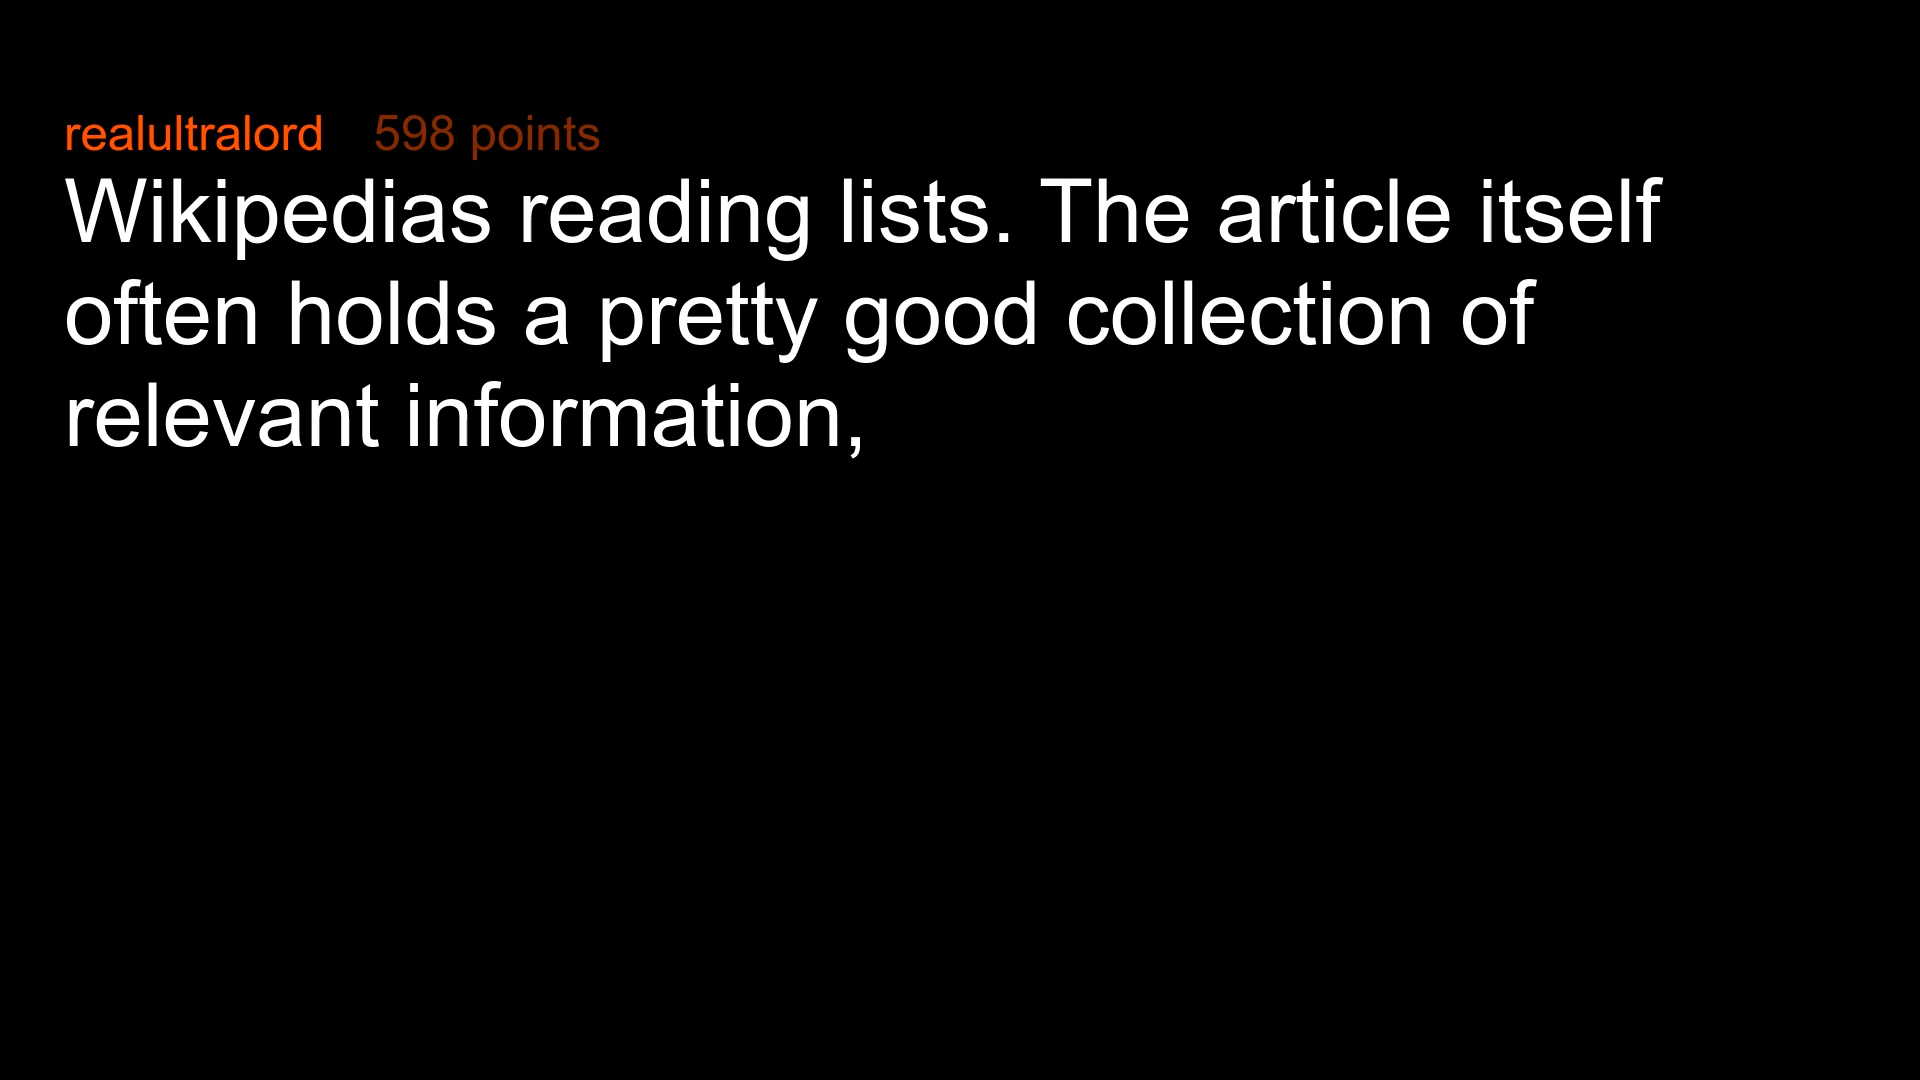 realultralord 598 points
Wikipedias reading lists. The article itself
often holds a pretty good collection of
relevant information,